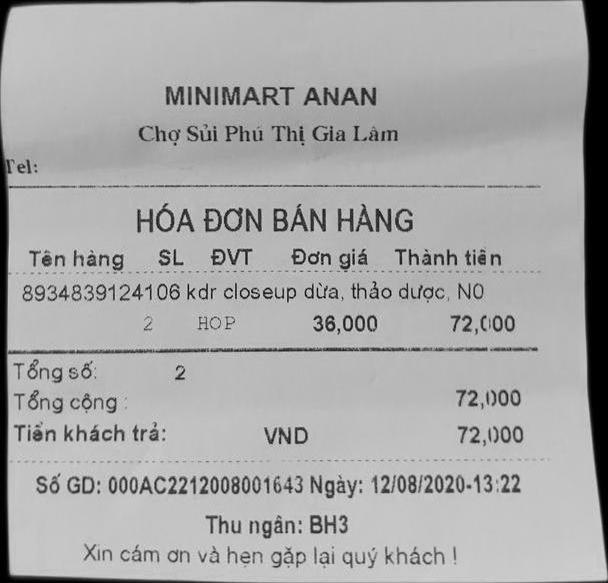 MINIMART ANAN
Chợ Sủi Phú Thị Gia Lâm
Tel:
HÓA ĐƠN BÁN HÀNG
Tên hàng SL ĐVT Đơn giá Thành tiền
8934839124106 kdr closeup dừa, thảo dược, N0
2 HOP 36,000 72,000
Tổng số: 2
Tổng cộng : 72,000
Tiền khách trả: VND 72,000
Số GD: 000AC2212008001643 Ngày: 12/08/2020-13:22
Thu ngân: BH3
Xin cám ơn và hẹn gặp lại quý khách !